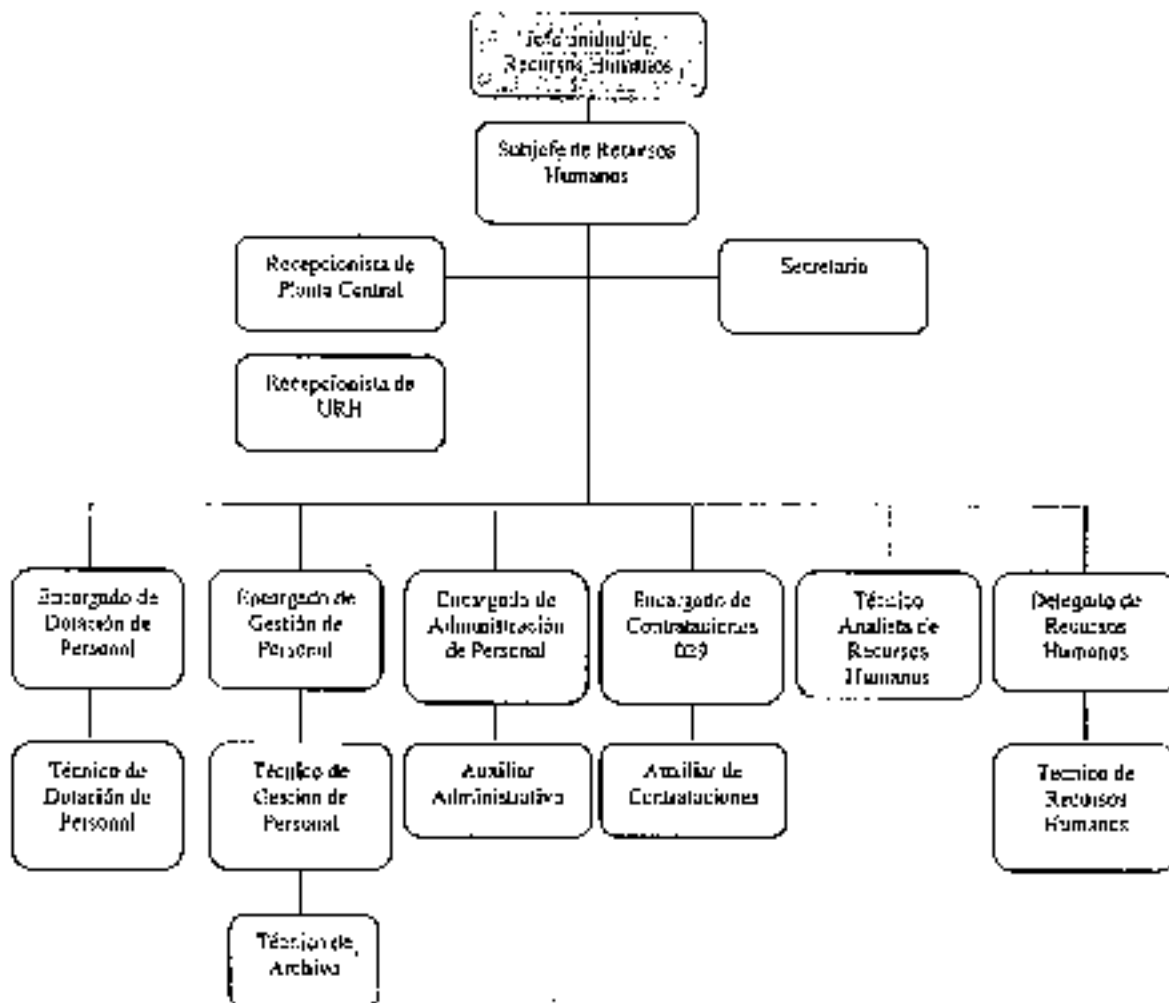 Jefe unidad de
Recursos Humanos
Subjefe de Recursos
Humanos
Recepcionista de
Planta Central
Secretaria
Recepcionista de
URH
Encargado de
Dotación de
Personal
Encargado de
Gestión de
Personal
Encargado de
Administración
de Personal
Encargado de
Contrataciones
029
Técnico
Analista de
Recursos
Humanos
Delegado de
Recursos
Humanos
Técnico de
Dotación de
Personal
Técnico de
Gestión de
Personal
Auxiliar
Administrativo
Auxiliar de
Contrataciones
Tecnico de
Recursos
Humanos
Técnico de
Archivo